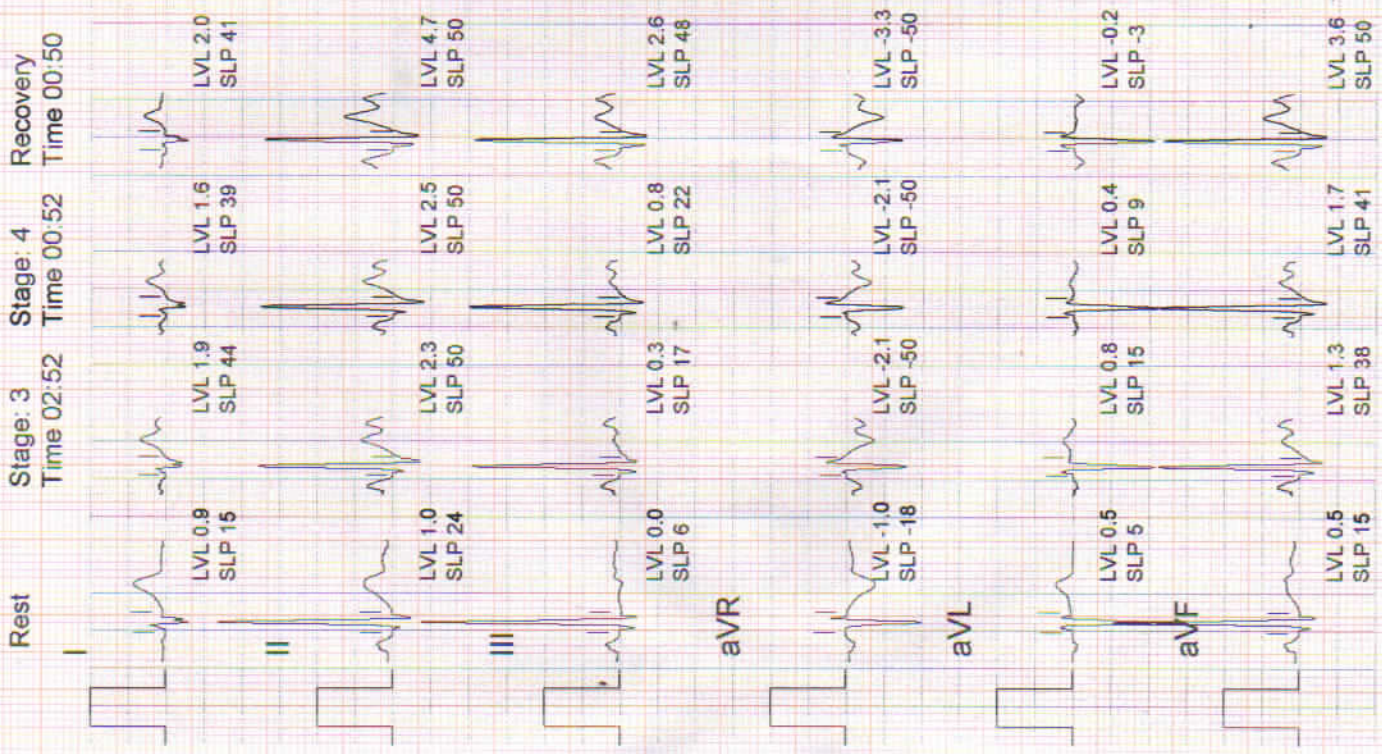 Rest
Stage: 3
Time 02:52
Stage: 4
Time 00:52
Recovery
Time 00:50
I
LVL 0.9
SLP 15
LVL 1.9
SLP 44
LVL 1.6
SLP 39
LVL 2.0
SLP 41
II
LVL 1.0
SLP 24
LVL 2.3
SLP 50
LVL 2.5
SLP 50
LVL 4.7
SLP 50
III
LVL 0.0
SLP 6
LVL 0.3
SLP 17
LVL 0.8
SLP 22
LVL 2.6
SLP 48
aVR
LVL -1.0
SLP -18
LVL -2.1
SLP -50
LVL -2.1
SLP -50
LVL -3.3
SLP -50
aVL
LVL 0.5
SLP 5
LVL 0.8
SLP 15
LVL 0.4
SLP 9
LVL -0.2
SLP -3
aVF
LVL 0.5
SLP 15
LVL 1.3
SLP 38
LVL 1.7
SLP 41
LVL 3.6
SLP 50